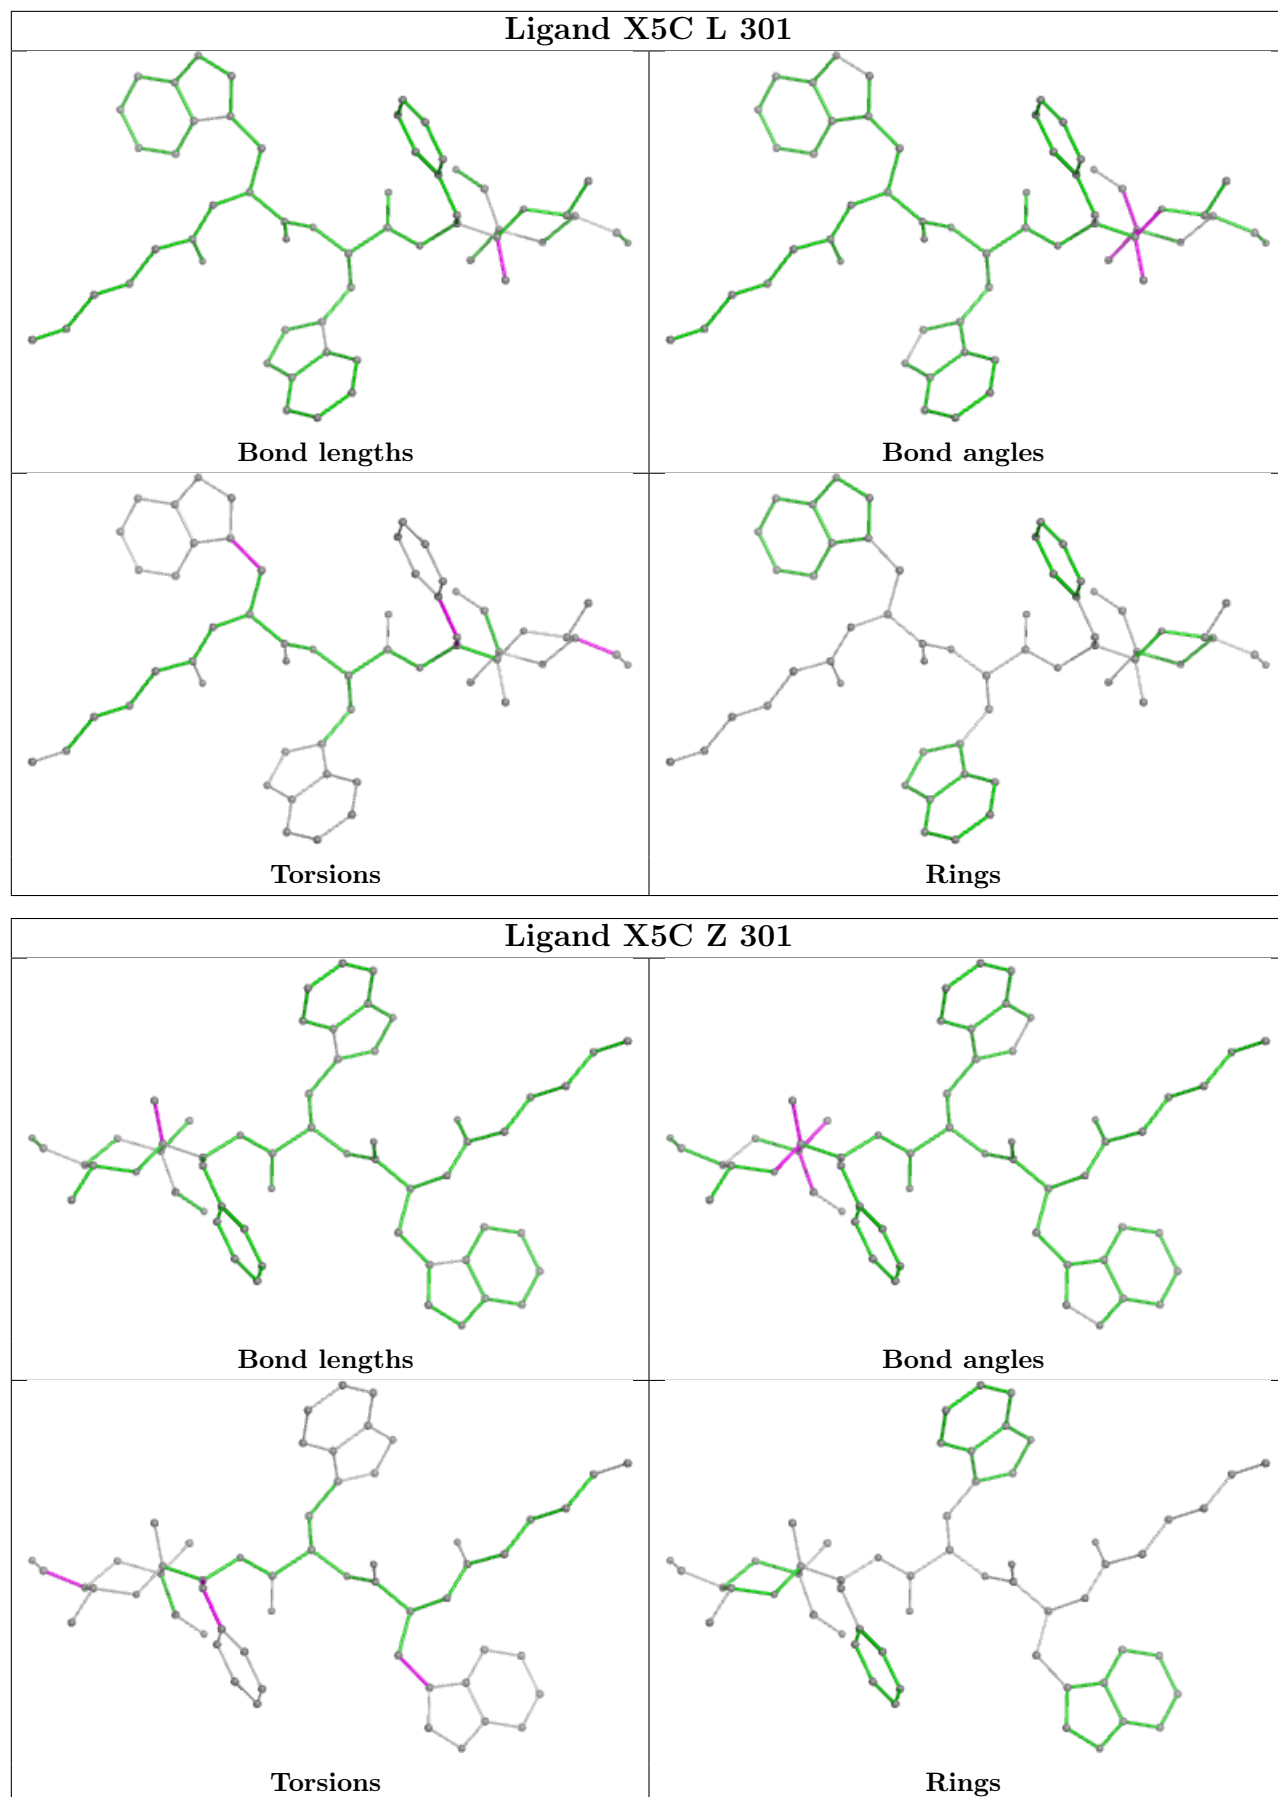 Ligand X5C L 301
Bond lengths
Bond angles
Torsions
Rings
Ligand X5C Z 301
Bond lengths
Bond angles
Torsions
Rings